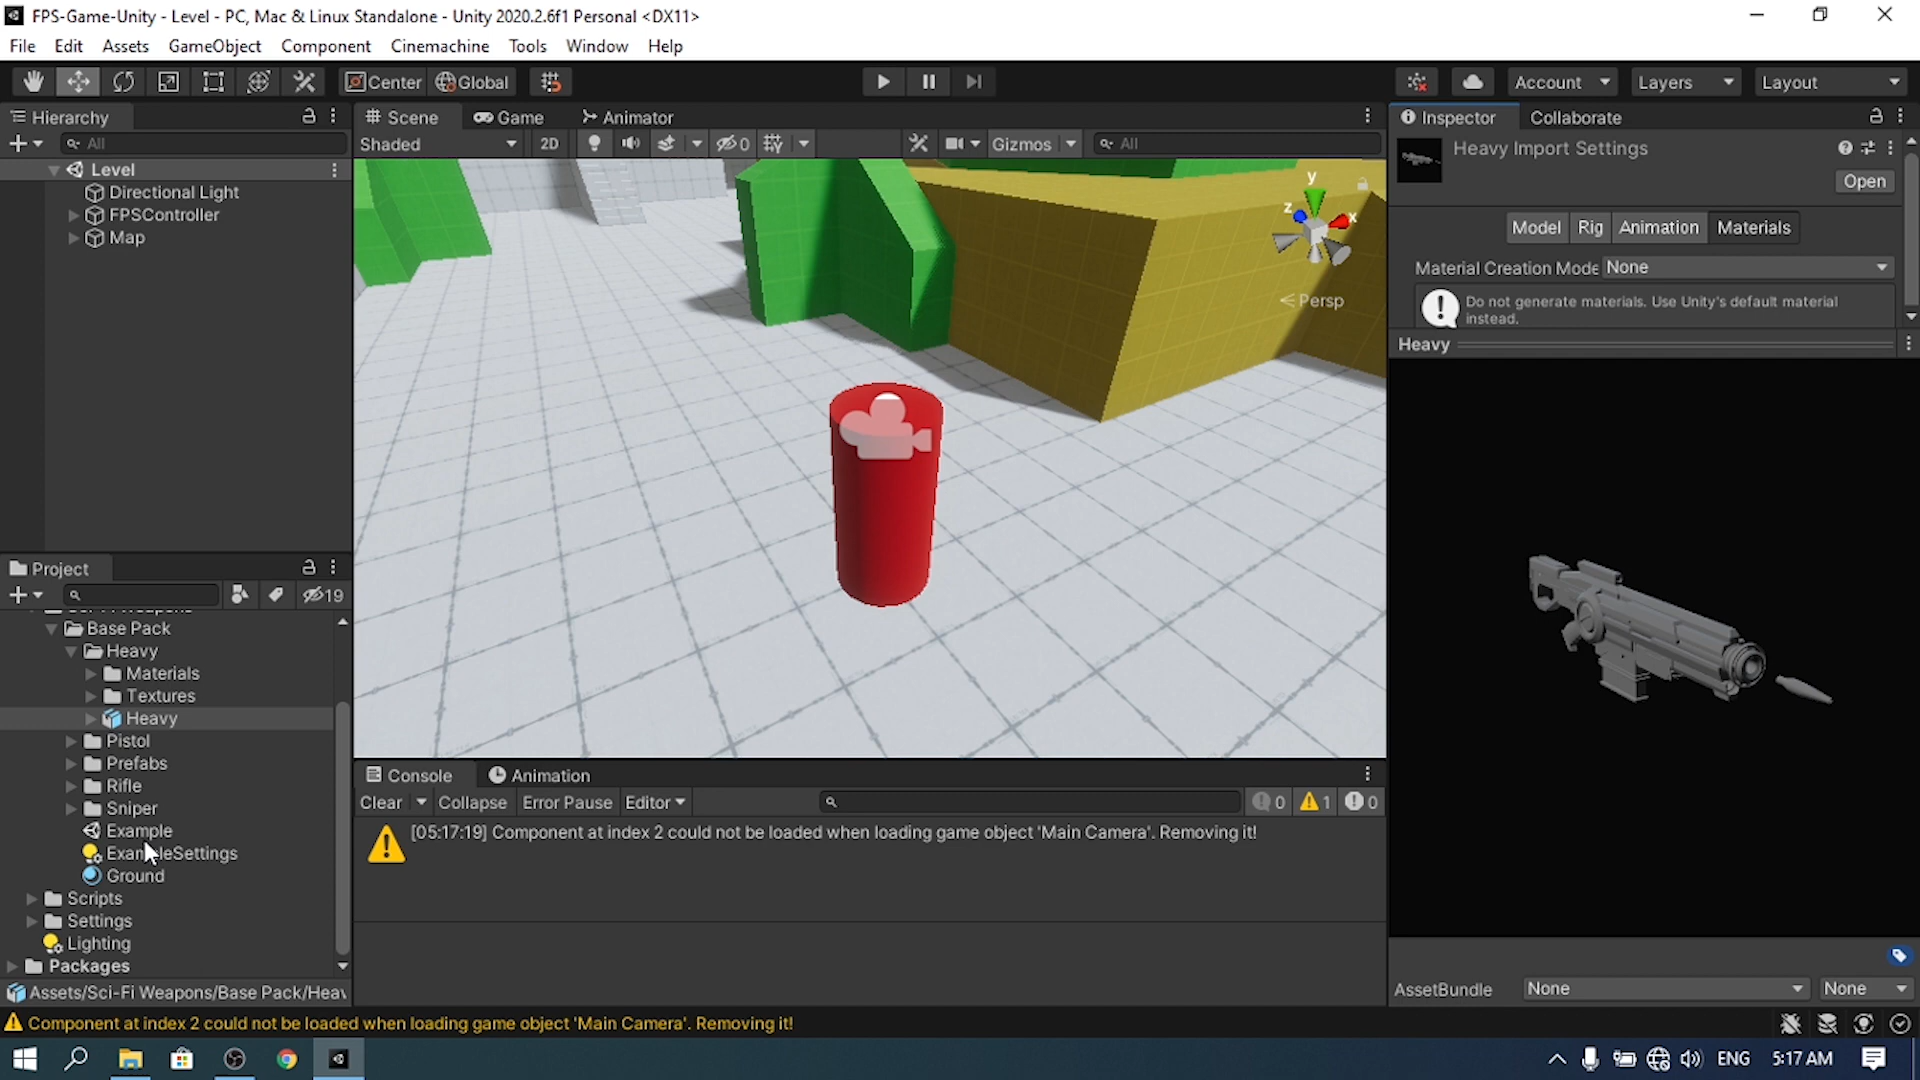 FPS-Game-Unity - Level - PC, Mac & Linux Standalone - Unity 2020.2.6f1 Personal <DX11>
File Edit Assets GameObject Component Cinemachine Tools Window Help
Center Global Account Layers Layout
Hierarchy
All
Level
Directional Light
FPSController
Map
Scene Game Animator
Shaded 2D 0 Gizmos All
y
z
x
Persp
Inspector Collaborate
Heavy Import Settings
Open
Model Rig Animation Materials
Material Creation Mode None
Do not generate materials. Use Unity's default material
instead.
Heavy
Project
19
Base Pack
Heavy
Materials
Textures
Heavy
Pistol
Prefabs
Rifle
Sniper
Example
ExampleSettings
Ground
Scripts
Settings
Lighting
Packages
Assets/Sci-Fi Weapons/Base Pack/Heav
Console Animation
Clear Collapse Error Pause Editor 0 1 0
[05:17:19] Component at index 2 could not be loaded when loading game object 'Main Camera'. Removing it!
AssetBundle None None
Component at index 2 could not be loaded when loading game object 'Main Camera'. Removing it!
ENG 5:17 AM